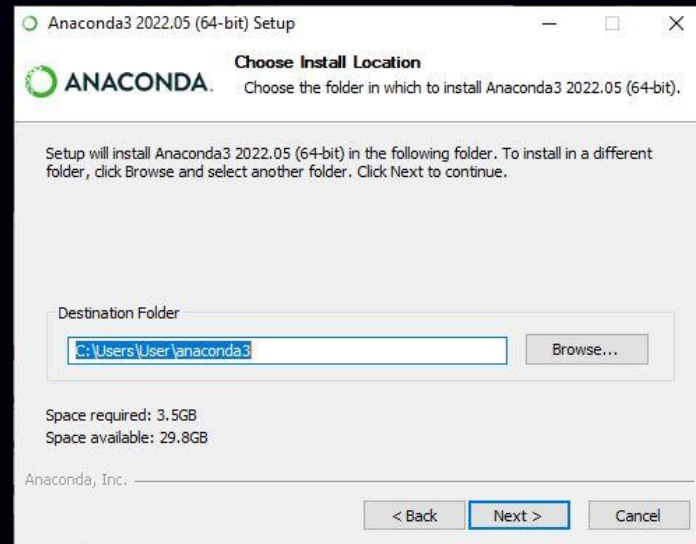 Anaconda3 2022.05 (64-bit) Setup
ANACONDA.
Choose Install Location
Choose the folder in which to install Anaconda3 2022.05 (64-bit).
Setup will install Anaconda3 2022.05 (64-bit) in the following folder. To install in a different
folder, click Browse and select another folder. Click Next to continue.
Destination Folder
C:\Users\User\anaconda3
Browse...
Space required: 3.5GB
Space available: 29.8GB
Anaconda, Inc.
< Back
Next >
Cancel